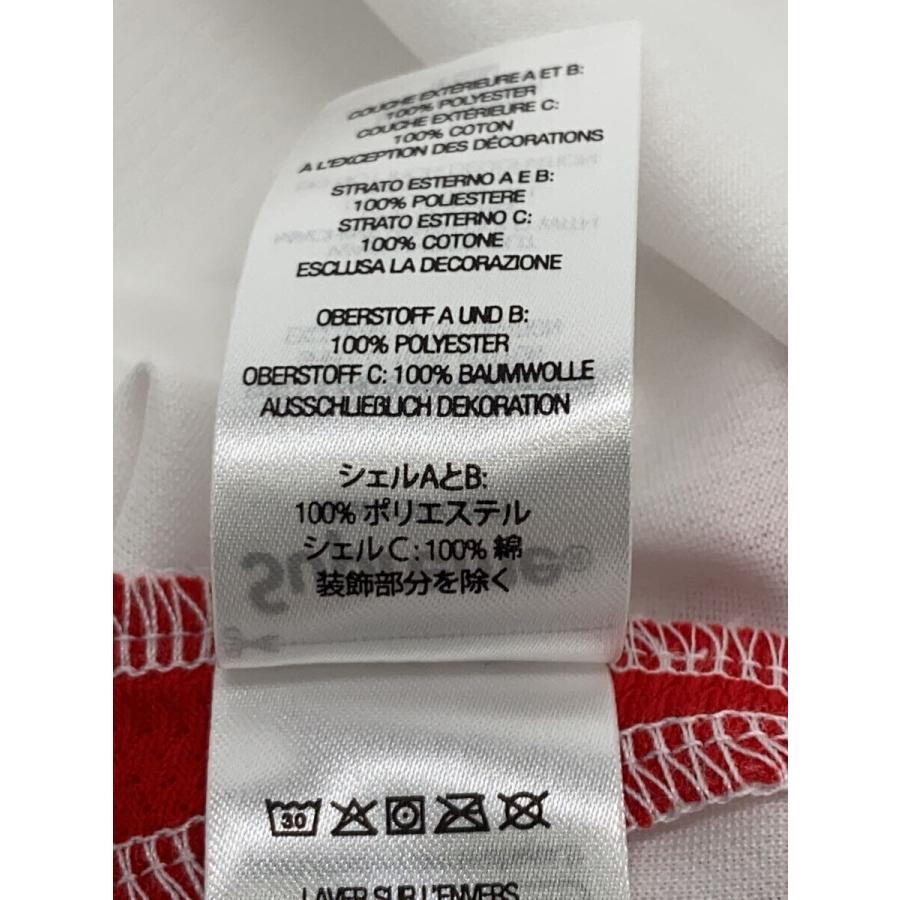 COUCHE EXTÉRIEURE A ET B:
100% POLYESTER
COUCHE EXTÉRIEURE C:
100% COTON
A L'EXCEPTION DES DÉCORATIONS
STRATO ESTERNO A E B:
100% POLIESTERE
STRATO ESTERNO C:
100% COTONE
ESCLUSA LA DECORAZIONE
OBERSTOFF A UND B:
100% POLYESTER
OBERSTOFF C: 100% BAUMWOLLE
AUSSCHLIEßLICH DEKORATION
シェルAとB:
100% ポリエステル
シェルC:100% 綿
装飾部分を除く
30
LAVER SUR L'ENVERS